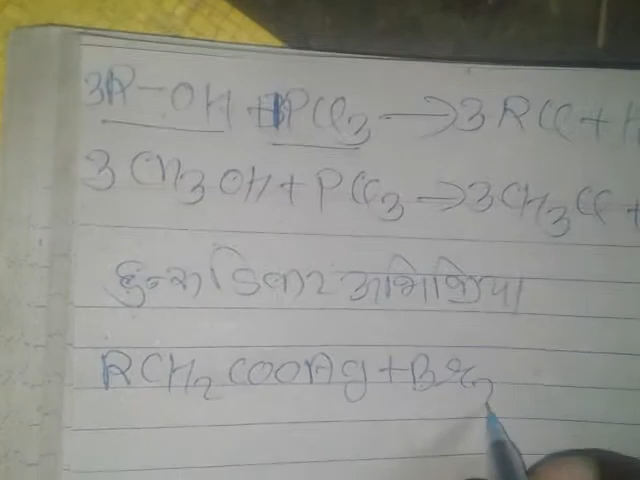 3R-OH + PCl3 → 3RCl + H
3CH3OH + PCl3 → 3CH3Cl +
हुन्सडिकर अभिक्रिया
RCH2COOAg + Br2